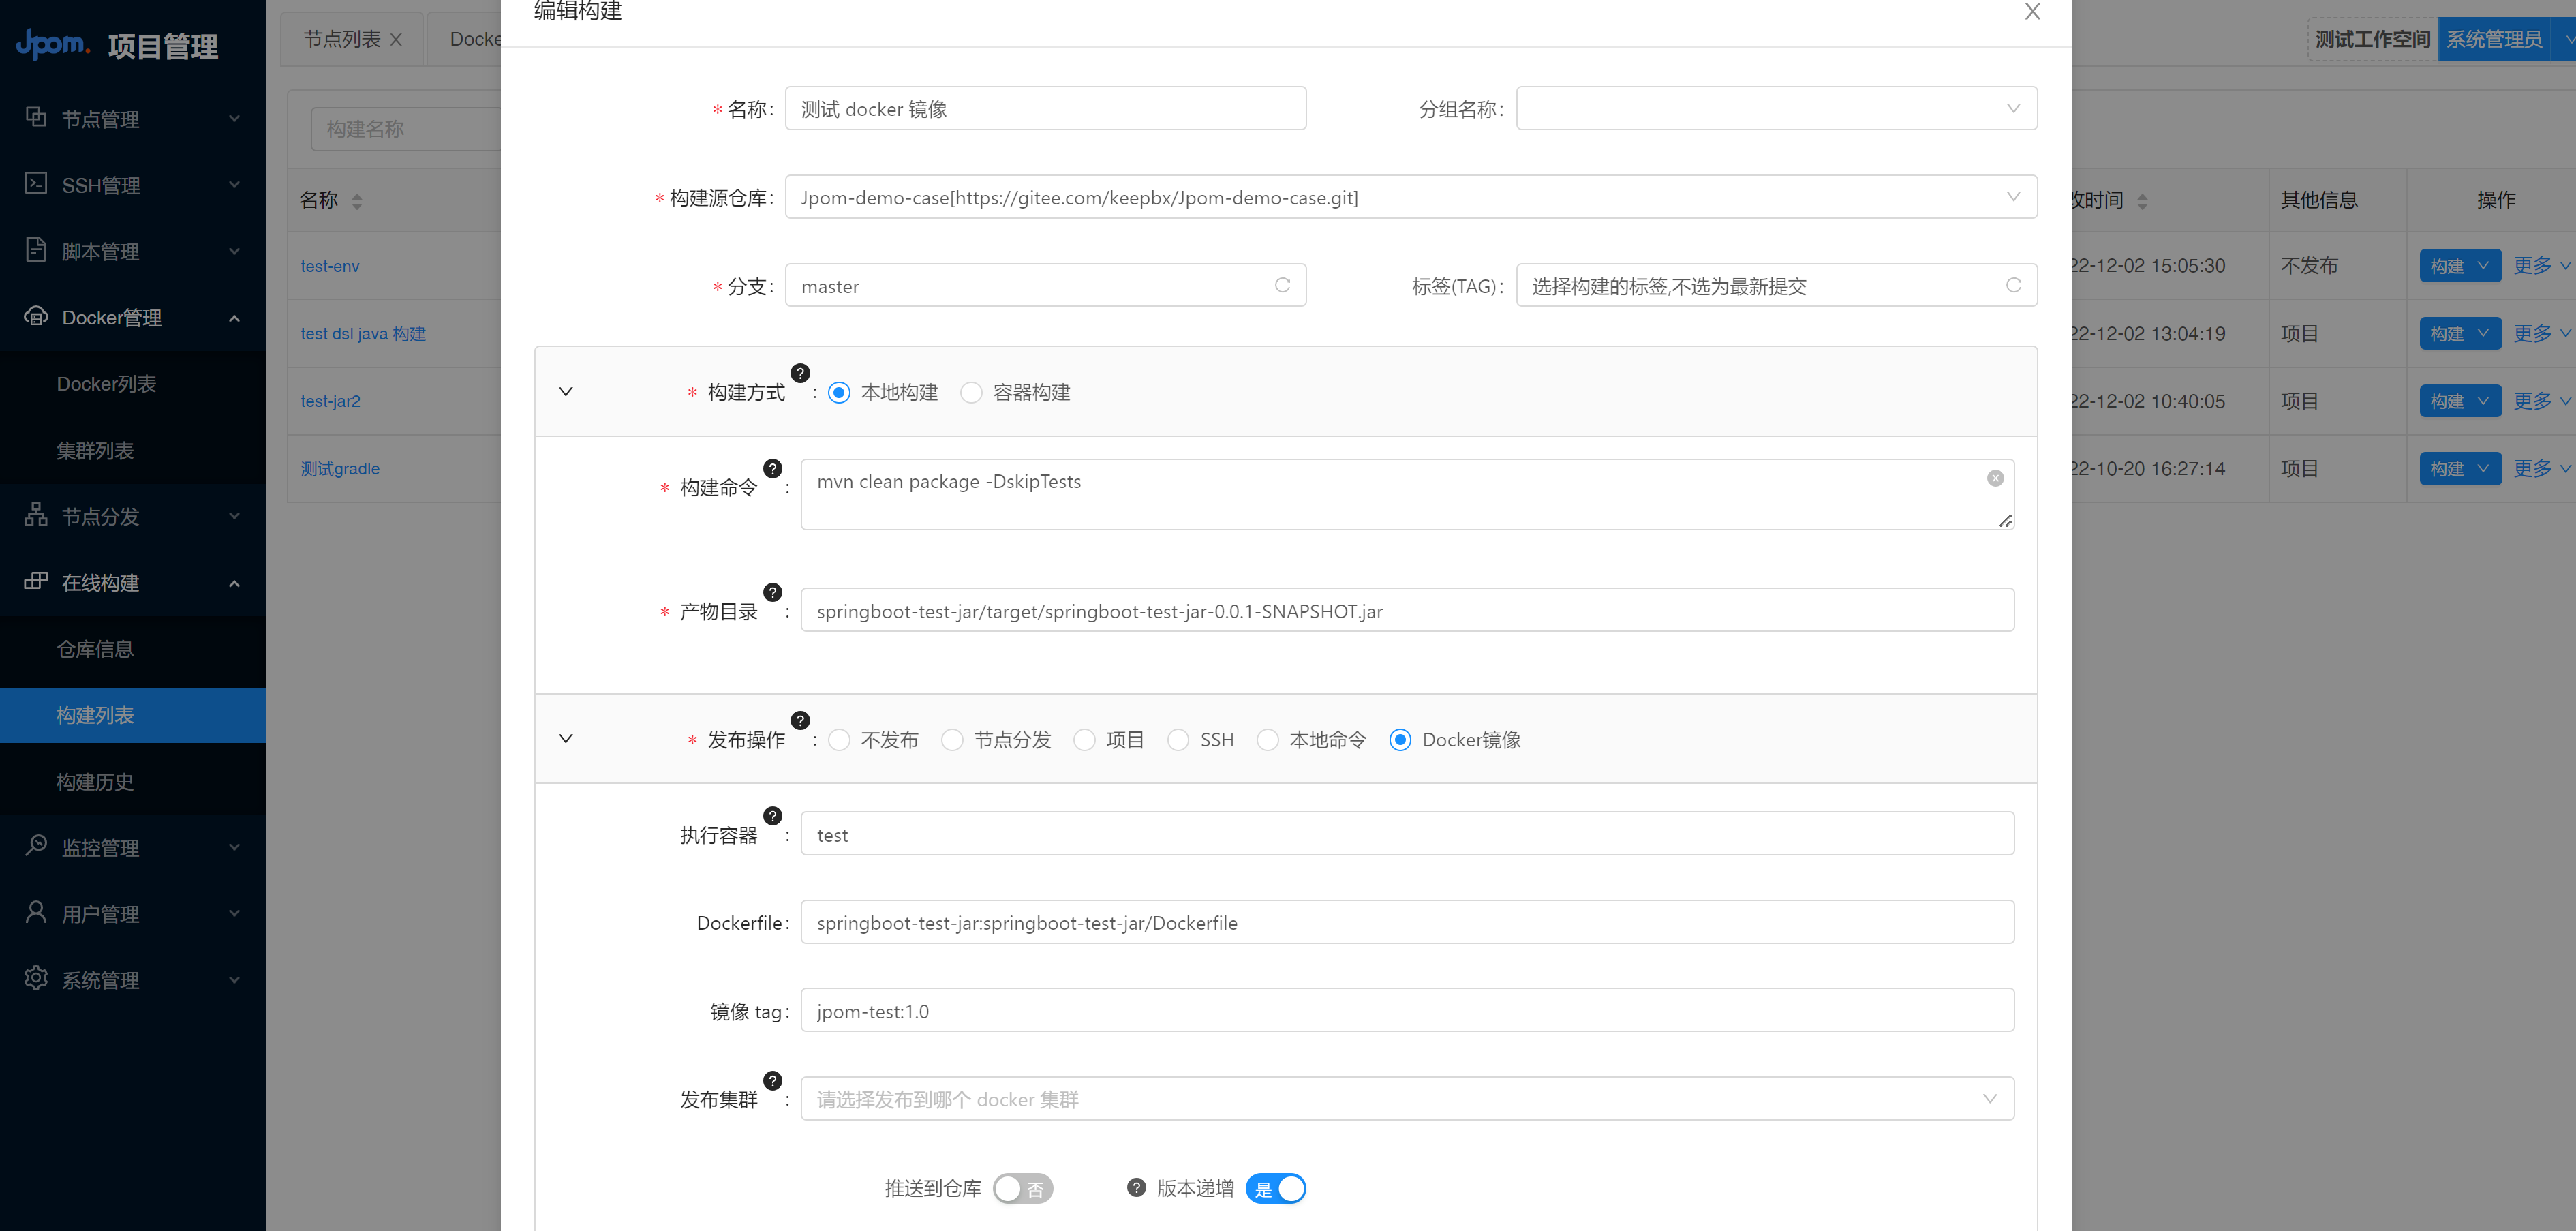 Jpom. 项目管理
节点管理
SSH管理
脚本管理
Docker管理
Docker列表
集群列表
节点分发
在线构建
仓库信息
构建列表
构建历史
监控管理
用户管理
系统管理
节点列表
构建名称
名称
test-env
test dsl java 构建
test-jar2
测试gradle
编辑构建
名称: 测试 docker 镜像 分组名称:
构建源仓库: Jpom-demo-case[https://gitee.com/keepbx/Jpom-demo-case.git]
分支: master 标签(TAG): 选择构建的标签,不选为最新提交
构建方式: 本地构建 容器构建
构建命令: mvn clean package -DskipTests
产物目录: springboot-test-jar/target/springboot-test-jar-0.0.1-SNAPSHOT.jar
发布操作: 不发布 节点分发 项目 SSH 本地命令 Docker镜像
执行容器: test
Dockerfile: springboot-test-jar:springboot-test-jar/Dockerfile
镜像 tag: jpom-test:1.0
发布集群: 请选择发布到哪个 docker 集群
推送到仓库 否 版本递增 是
测试工作空间 系统管理员
改时间 其他信息 操作
22-12-02 15:05:30 不发布 构建 更多
22-12-02 13:04:19 项目 构建 更多
22-12-02 10:40:05 项目 构建 更多
22-10-20 16:27:14 项目 构建 更多